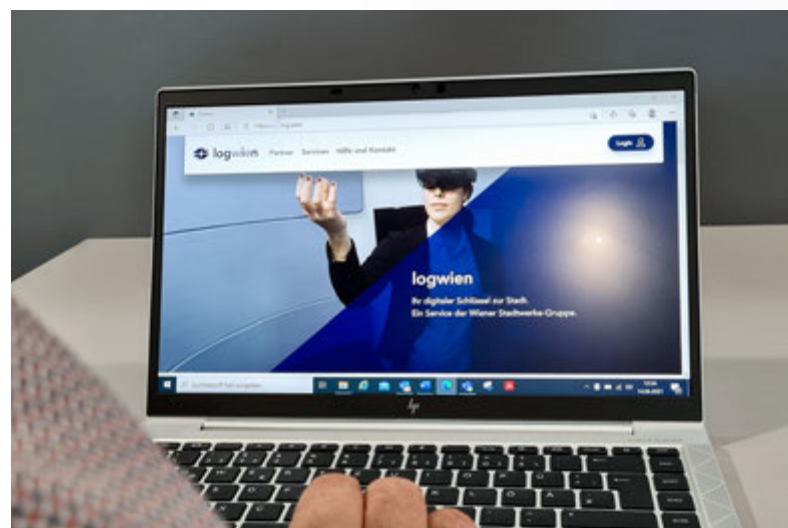 logwien Partner Services Hilfe und Kontakt Login
logwien
Ihr digitaler Schlüssel zur Stadt.
Ein Service der Wiener Stadtwerke-Gruppe.
hp